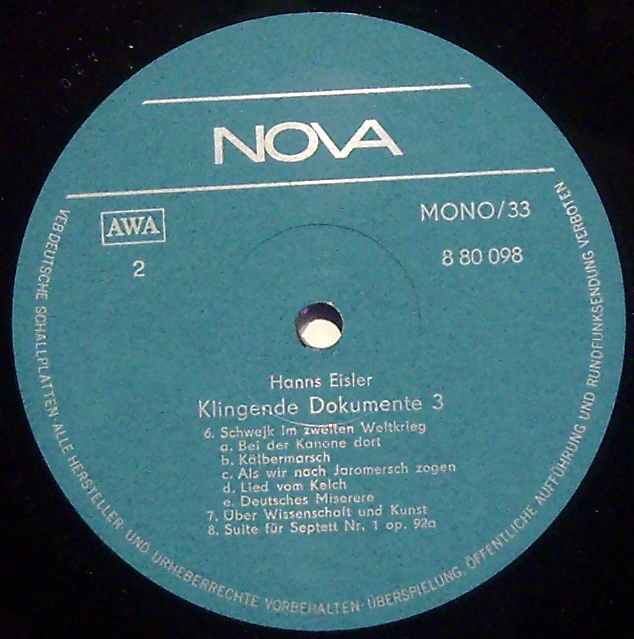 NOVA
AWA
MONO/33
2
8 80 098
Hanns Eisler
Klingende Dokumente 3
6. Schwejk im zweiten Weltkrieg
a. Bei der Kanone dort
b. Kälbermarsch
c. Als wir nach Jaromersch zogen
d. Lied vom Kelch
e. Deutsches Miserere
7. Über Wissenschaft und Kunst
8. Suite für Septett Nr. 1 op. 92a
VEB DEUTSCHE SCHALLPLATTEN · ALLE HERSTELLER- UND URHEBERRECHTE VORBEHALTEN · ÜBERSPIELUNG, ÖFFENTLICHE AUFFÜHRUNG UND RUNDFUNKSENDUNG VERBOTEN